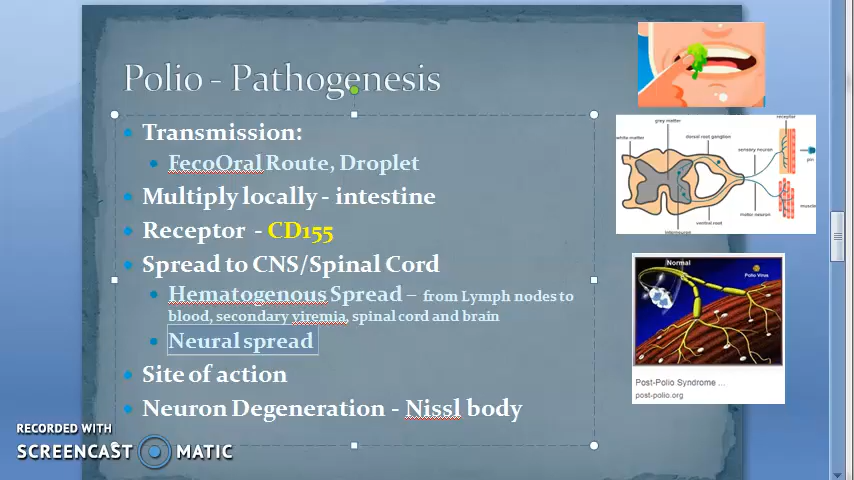 Polio - Pathogenesis
Transmission:
FecoOral Route, Droplet
Multiply locally - intestine
Receptor - CD155
Spread to CNS/Spinal Cord
Hematogenous Spread – from Lymph nodes to
blood, secondary viremia, spinal cord and brain
Neural spread
Site of action
Neuron Degeneration - Nissl body
grey matter
receptor
white matter
dorsal root ganglion
sensory neuron
pin
muscle
motor neuron
ventral root
interneuron
Normal
Polio Virus
Post-Polio Syndrome ...
post-polio.org
RECORDED WITH
SCREENCAST MATIC